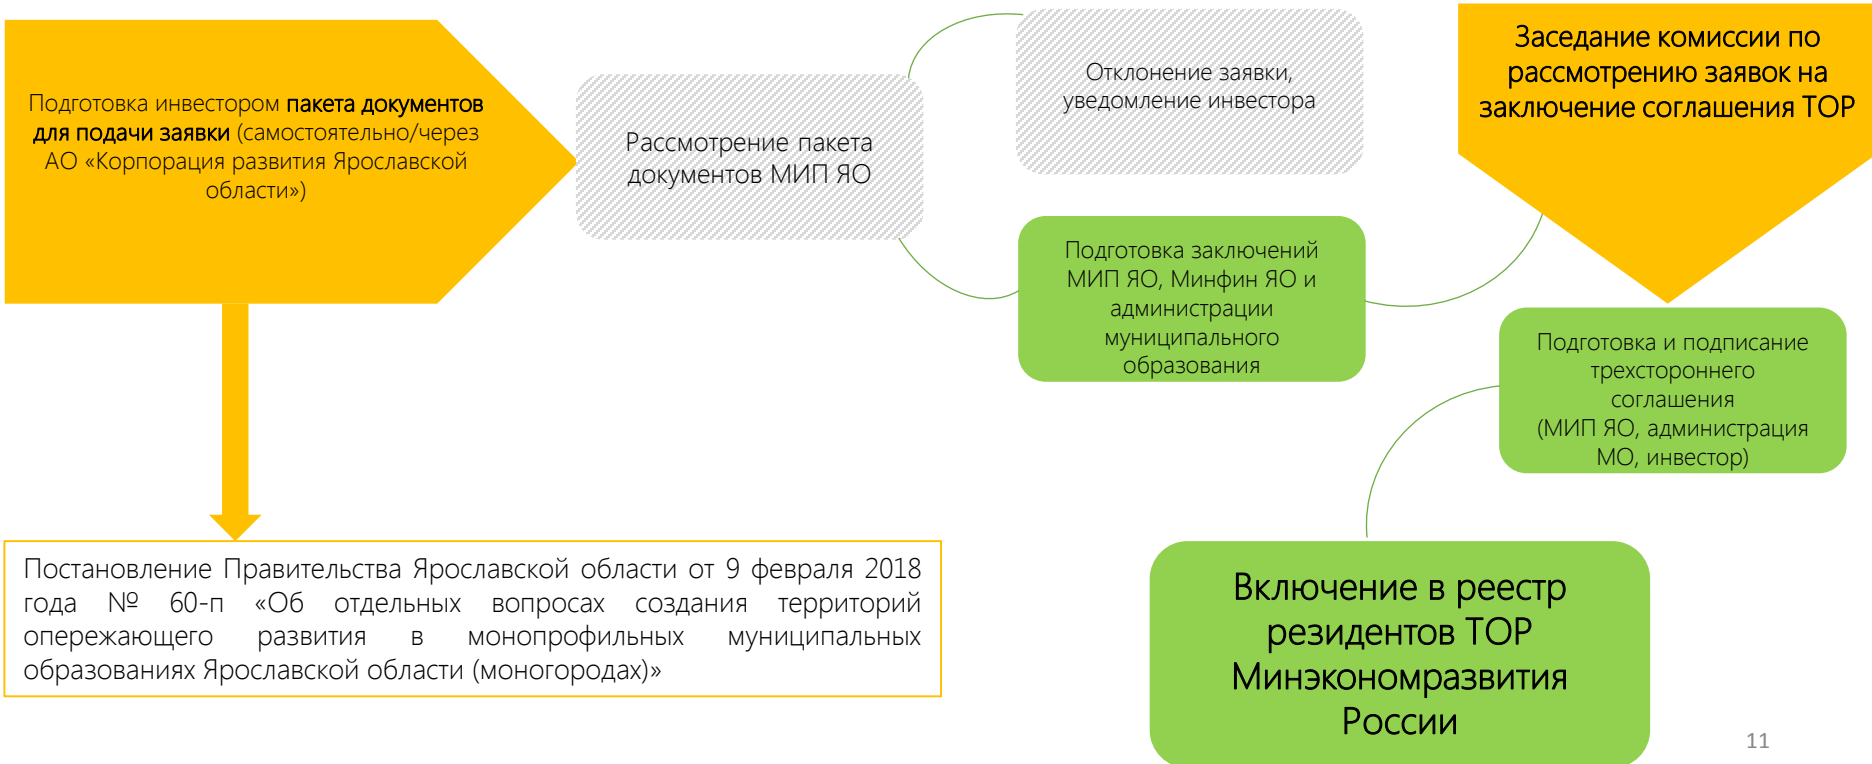 Подготовка инвестором пакета документов
для подачи заявки (самостоятельно/через
АО «Корпорация развития Ярославской
области»)
Рассмотрение пакета
документов МИП ЯО
Отклонение заявки,
уведомление инвестора
Подготовка заключений
МИП ЯО, Минфин ЯО и
администрации
муниципального
образования
Заседание комиссии по
рассмотрению заявок на
заключение соглашения ТОР
Подготовка и подписание
трехстороннего
соглашения
(МИП ЯО, администрация
МО, инвестор)
Включение в реестр
резидентов ТОР
Минэкономразвития
России
Постановление Правительства Ярославской области от 9 февраля 2018
года № 60-п «Об отдельных вопросах создания территорий
опережающего развития в монопрофильных муниципальных
образованиях Ярославской области (моногородах)»
11